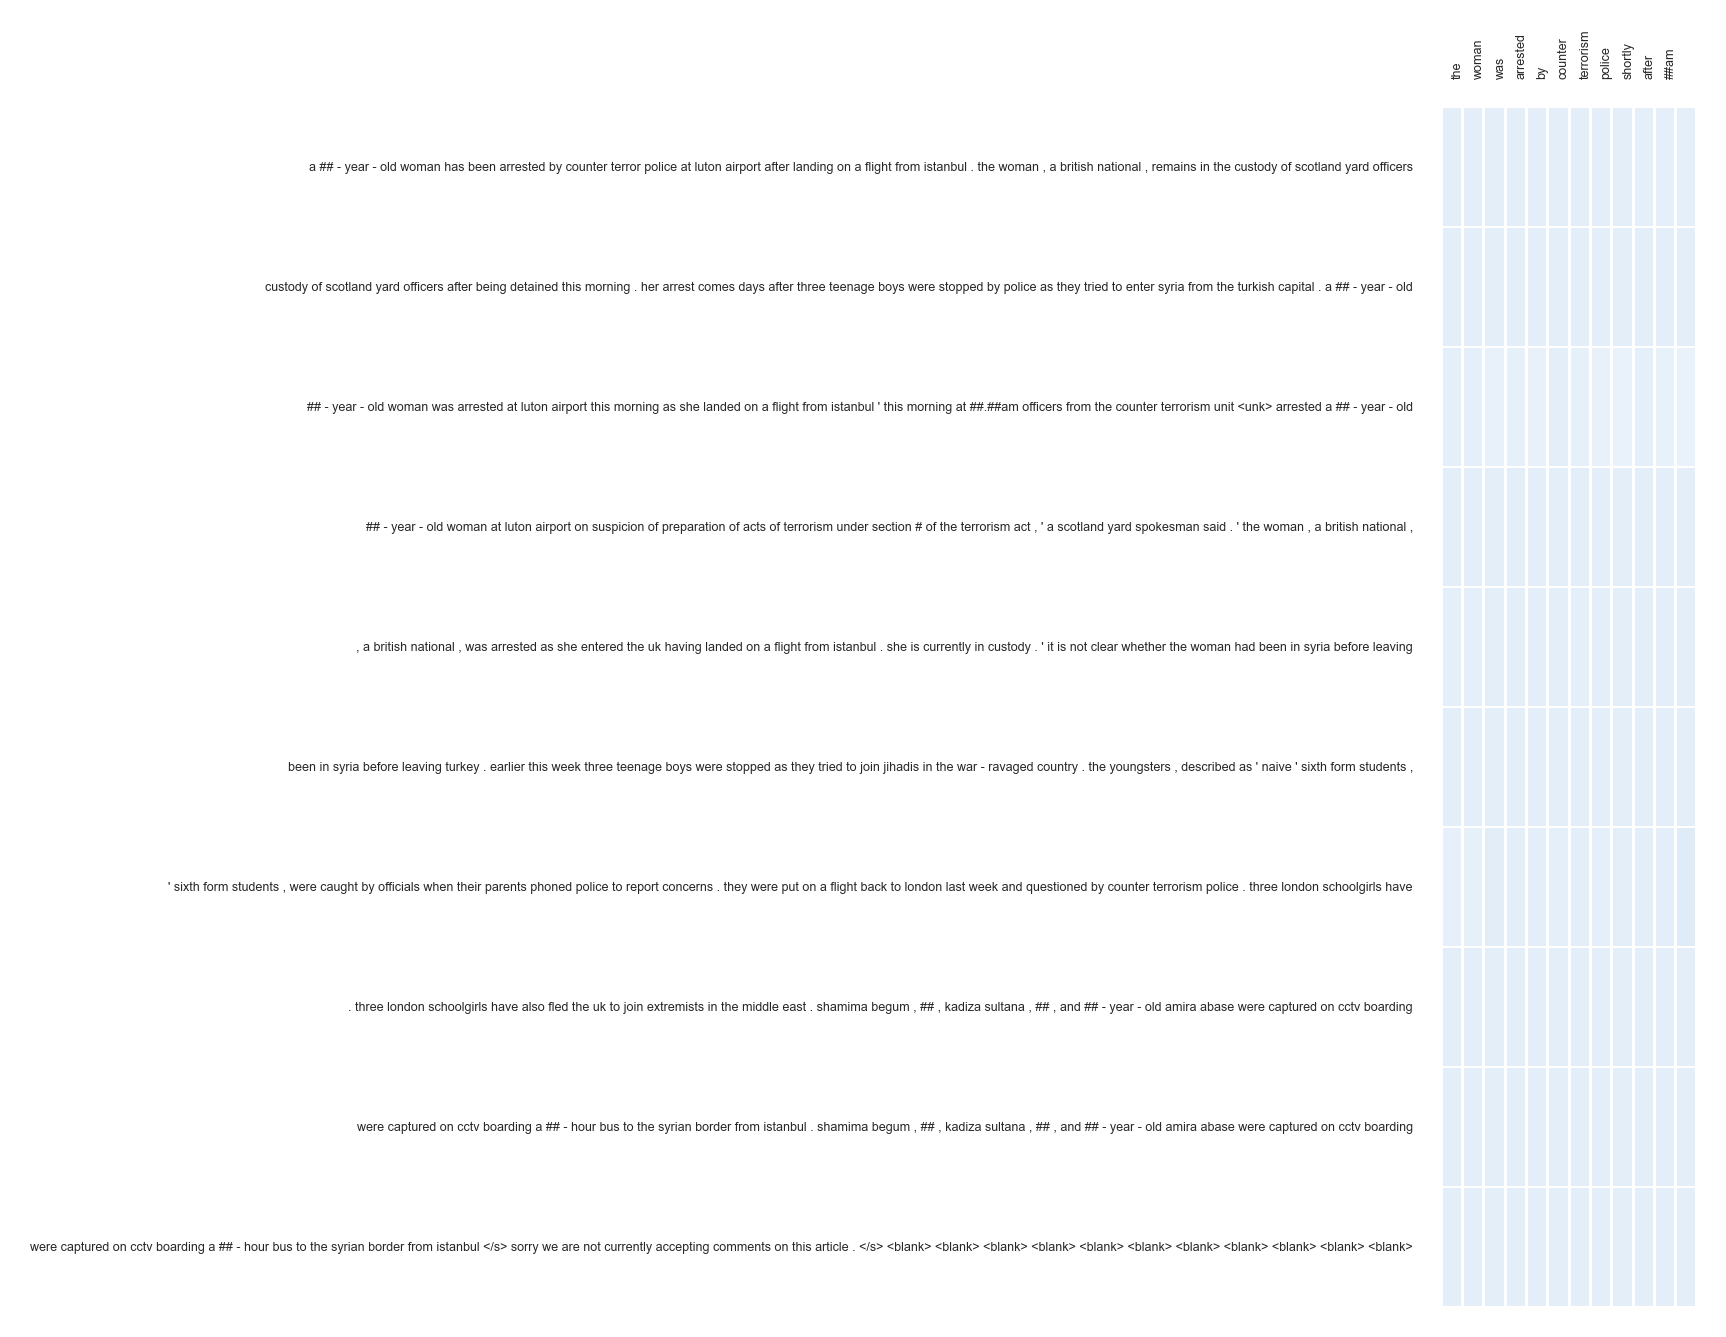 the
woman
was
arrested
by
counter
terrorism
police
shortly
after
##am
a ## - year - old woman has been arrested by counter terror police at luton airport after landing on a flight from istanbul . the woman , a british national , remains in the custody of scotland yard officers
custody of scotland yard officers after being detained this morning . her arrest comes days after three teenage boys were stopped by police as they tried to enter syria from the turkish capital . a ## - year - old
## - year - old woman was arrested at luton airport this morning as she landed on a flight from istanbul ' this morning at ##.##am officers from the counter terrorism unit <unk> arrested a ## - year - old
## - year - old woman at luton airport on suspicion of preparation of acts of terrorism under section # of the terrorism act , ' a scotland yard spokesman said . ' the woman , a british national ,
, a british national , was arrested as she entered the uk having landed on a flight from istanbul . she is currently in custody . ' it is not clear whether the woman had been in syria before leaving
been in syria before leaving turkey . earlier this week three teenage boys were stopped as they tried to join jihadis in the war - ravaged country . the youngsters , described as ' naive ' sixth form students ,
' sixth form students , were caught by officials when their parents phoned police to report concerns . they were put on a flight back to london last week and questioned by counter terrorism police . three london schoolgirls have
. three london schoolgirls have also fled the uk to join extremists in the middle east . shamima begum , ## , kadiza sultana , ## , and ## - year - old amira abase were captured on cctv boarding
were captured on cctv boarding a ## - hour bus to the syrian border from istanbul . shamima begum , ## , kadiza sultana , ## , and ## - year - old amira abase were captured on cctv boarding
were captured on cctv boarding a ## - hour bus to the syrian border from istanbul </s> sorry we are not currently accepting comments on this article . </s> <blank> <blank> <blank> <blank> <blank> <blank> <blank> <blank> <blank> <blank> <blank>